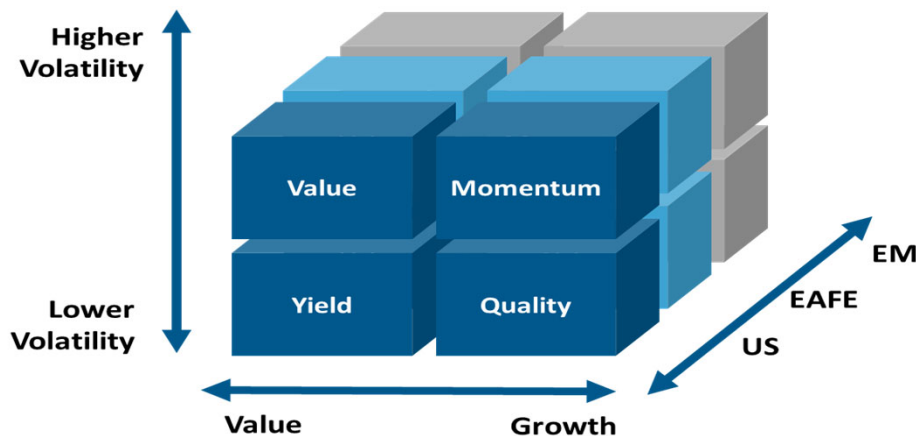 Higher
Volatility
Value
Momentum
Yield
Quality
Lower
Volatility
EM
EAFE
US
Value
Growth